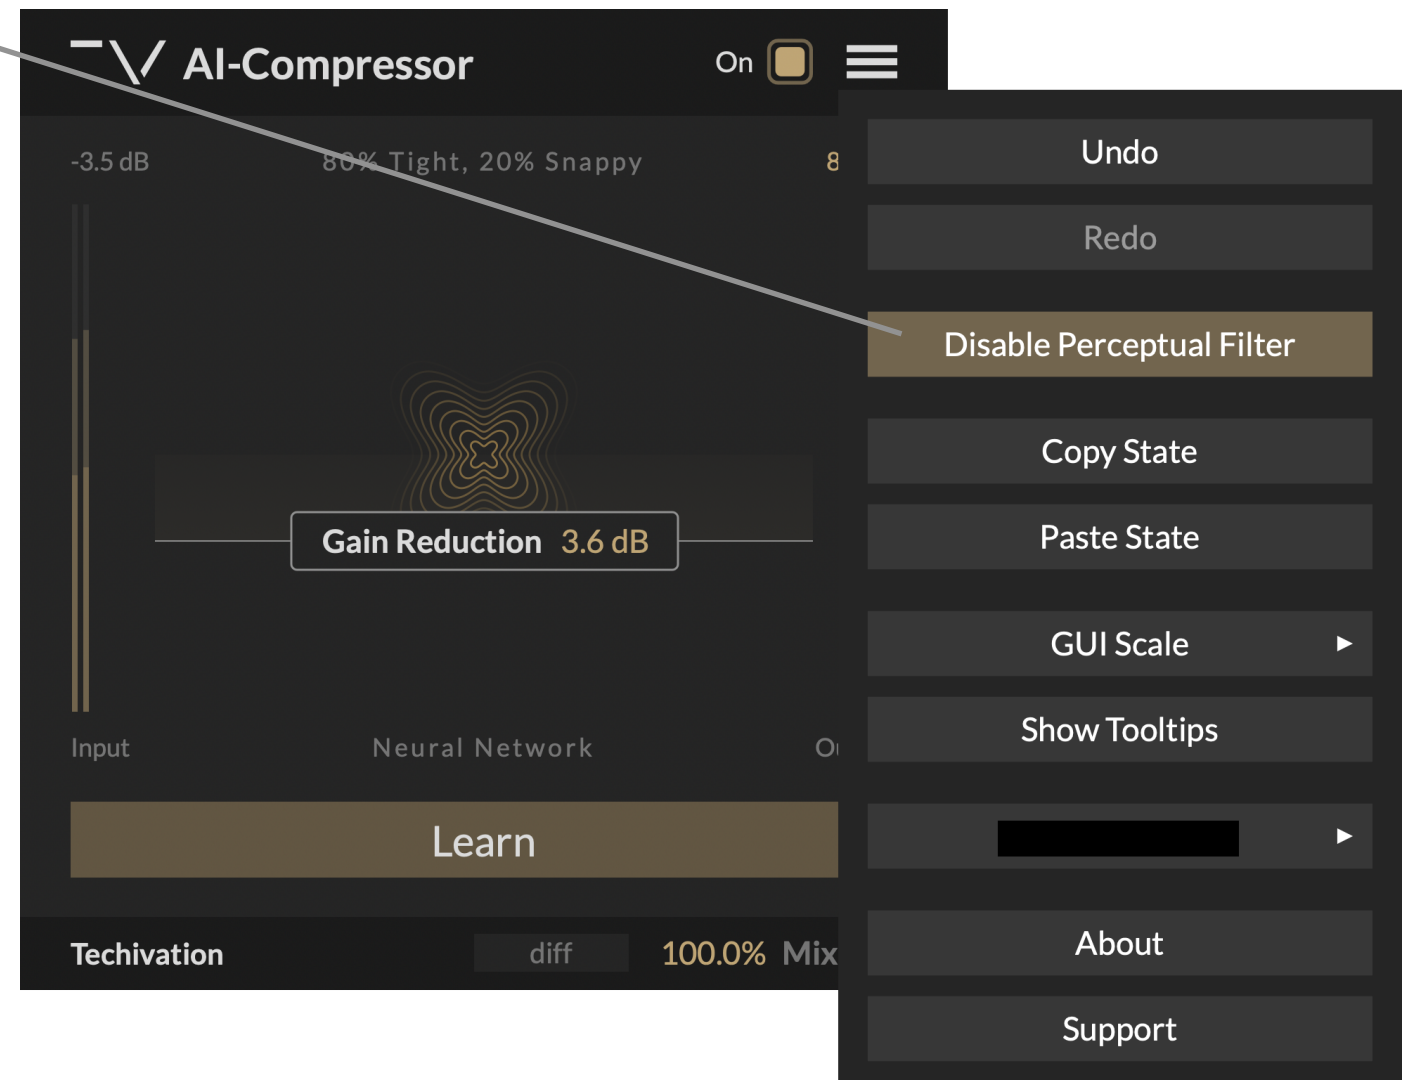 AI-Compressor
On
-3.5 dB
80% Tight, 20% Snappy
8
Gain Reduction 3.6 dB
Input
Neural Network
Learn
Techivation
diff
100.0% Mix
Undo
Redo
Disable Perceptual Filter
Copy State
Paste State
GUI Scale
Show Tooltips
About
Support